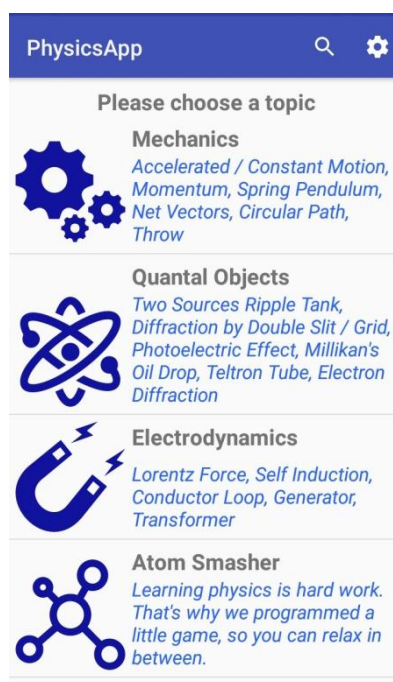 PhysicsApp
Please choose a topic
Mechanics
Accelerated / Constant Motion,
Momentum, Spring Pendulum,
Net Vectors, Circular Path,
Throw
Quantal Objects
Two Sources Ripple Tank,
Diffraction by Double Slit / Grid,
Photoelectric Effect, Millikan's
Oil Drop, Teltron Tube, Electron
Diffraction
Electrodynamics
Lorentz Force, Self Induction,
Conductor Loop, Generator,
Transformer
Atom Smasher
Learning physics is hard work.
That's why we programmed a
little game, so you can relax in
between.